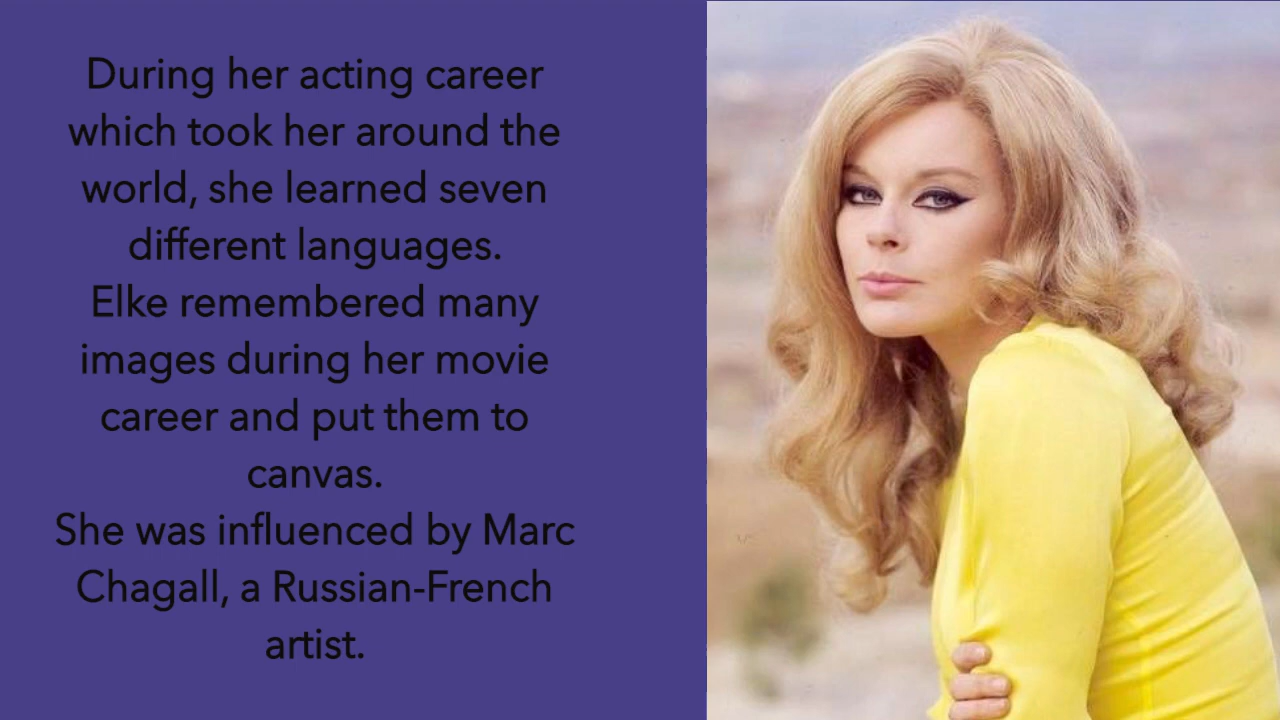 During her acting career
which took her around the
world, she learned seven
different languages.
Elke remembered many
images during her movie
career and put them to
canvas.
She was influenced by Marc
Chagall, a Russian-French
artist.